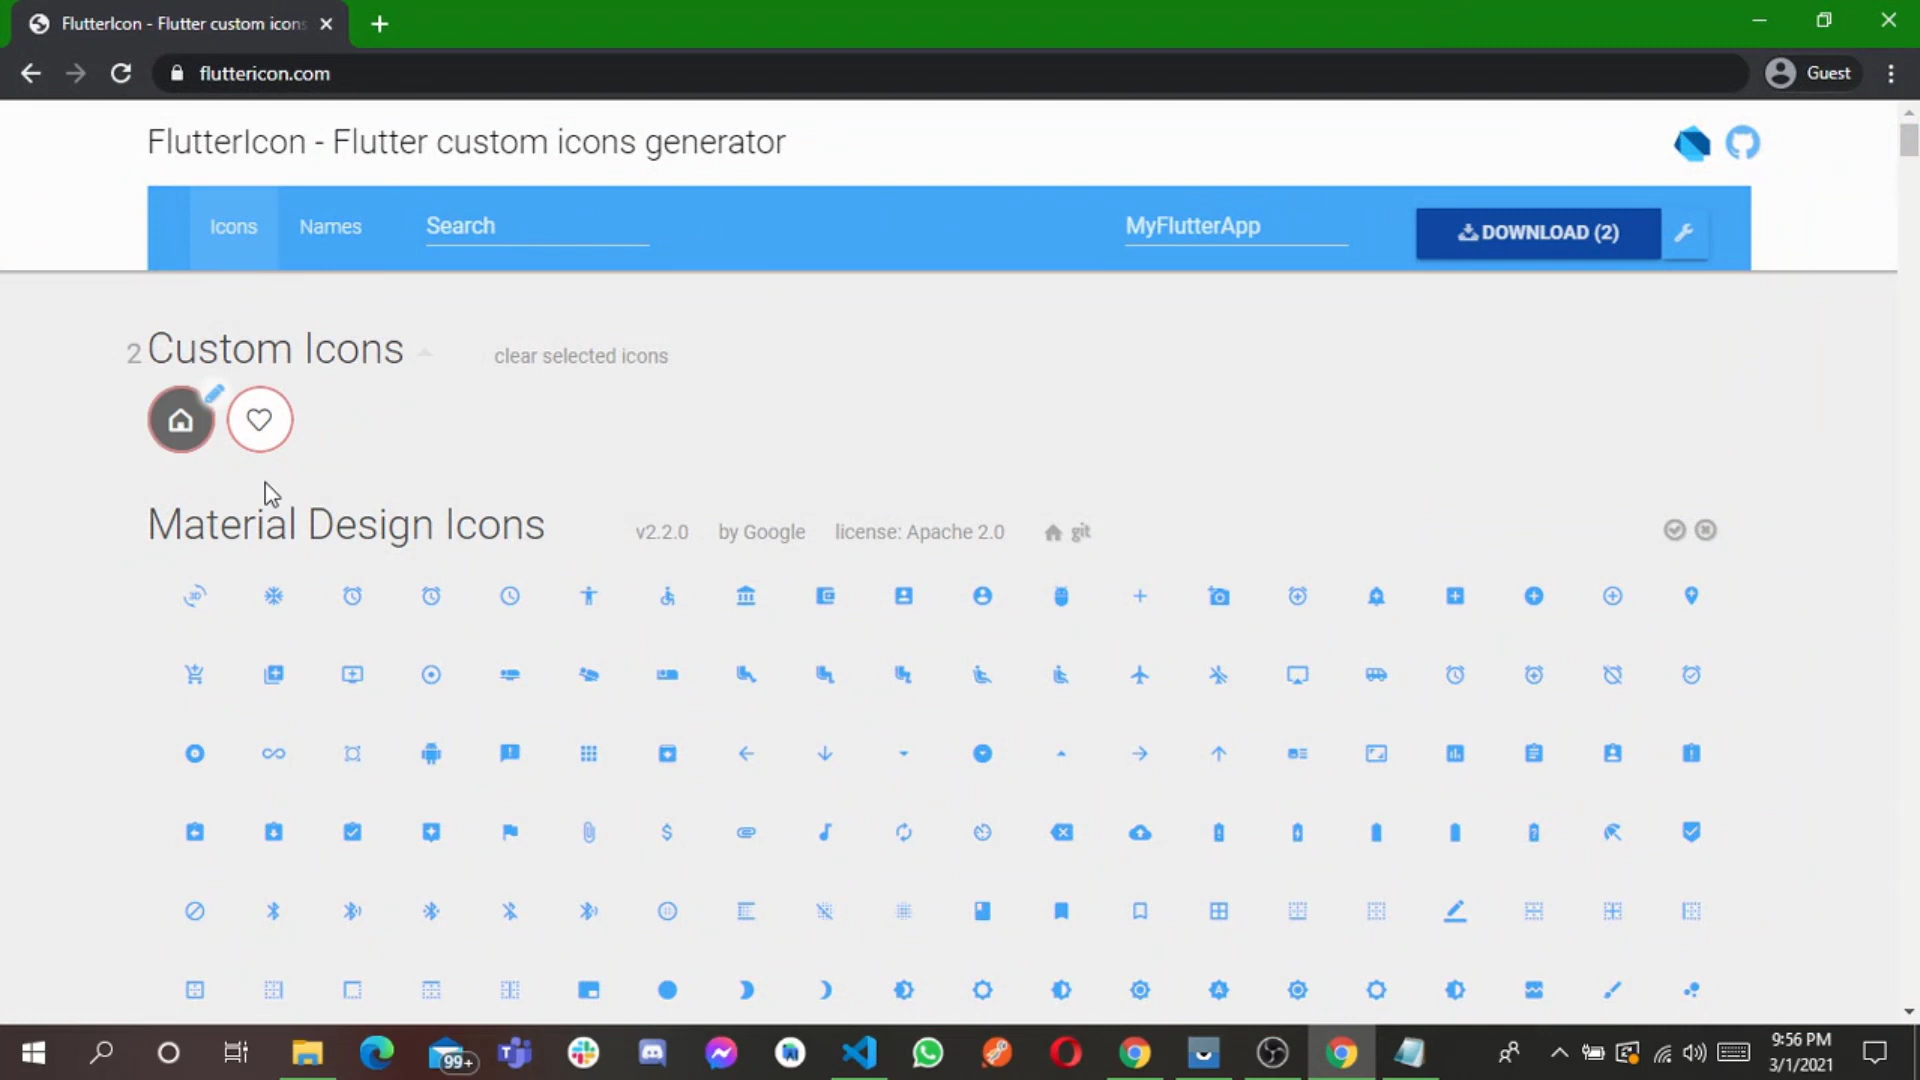 FlutterIcon - Flutter custom icons
fluttericon.com
Guest
FlutterIcon - Flutter custom icons generator
Icons
Names
Search
MyFlutterApp
DOWNLOAD (2)
2 Custom Icons
clear selected icons
Material Design Icons
v2.2.0
by Google
license: Apache 2.0
git
3D
99+
9:56 PM
3/1/2021